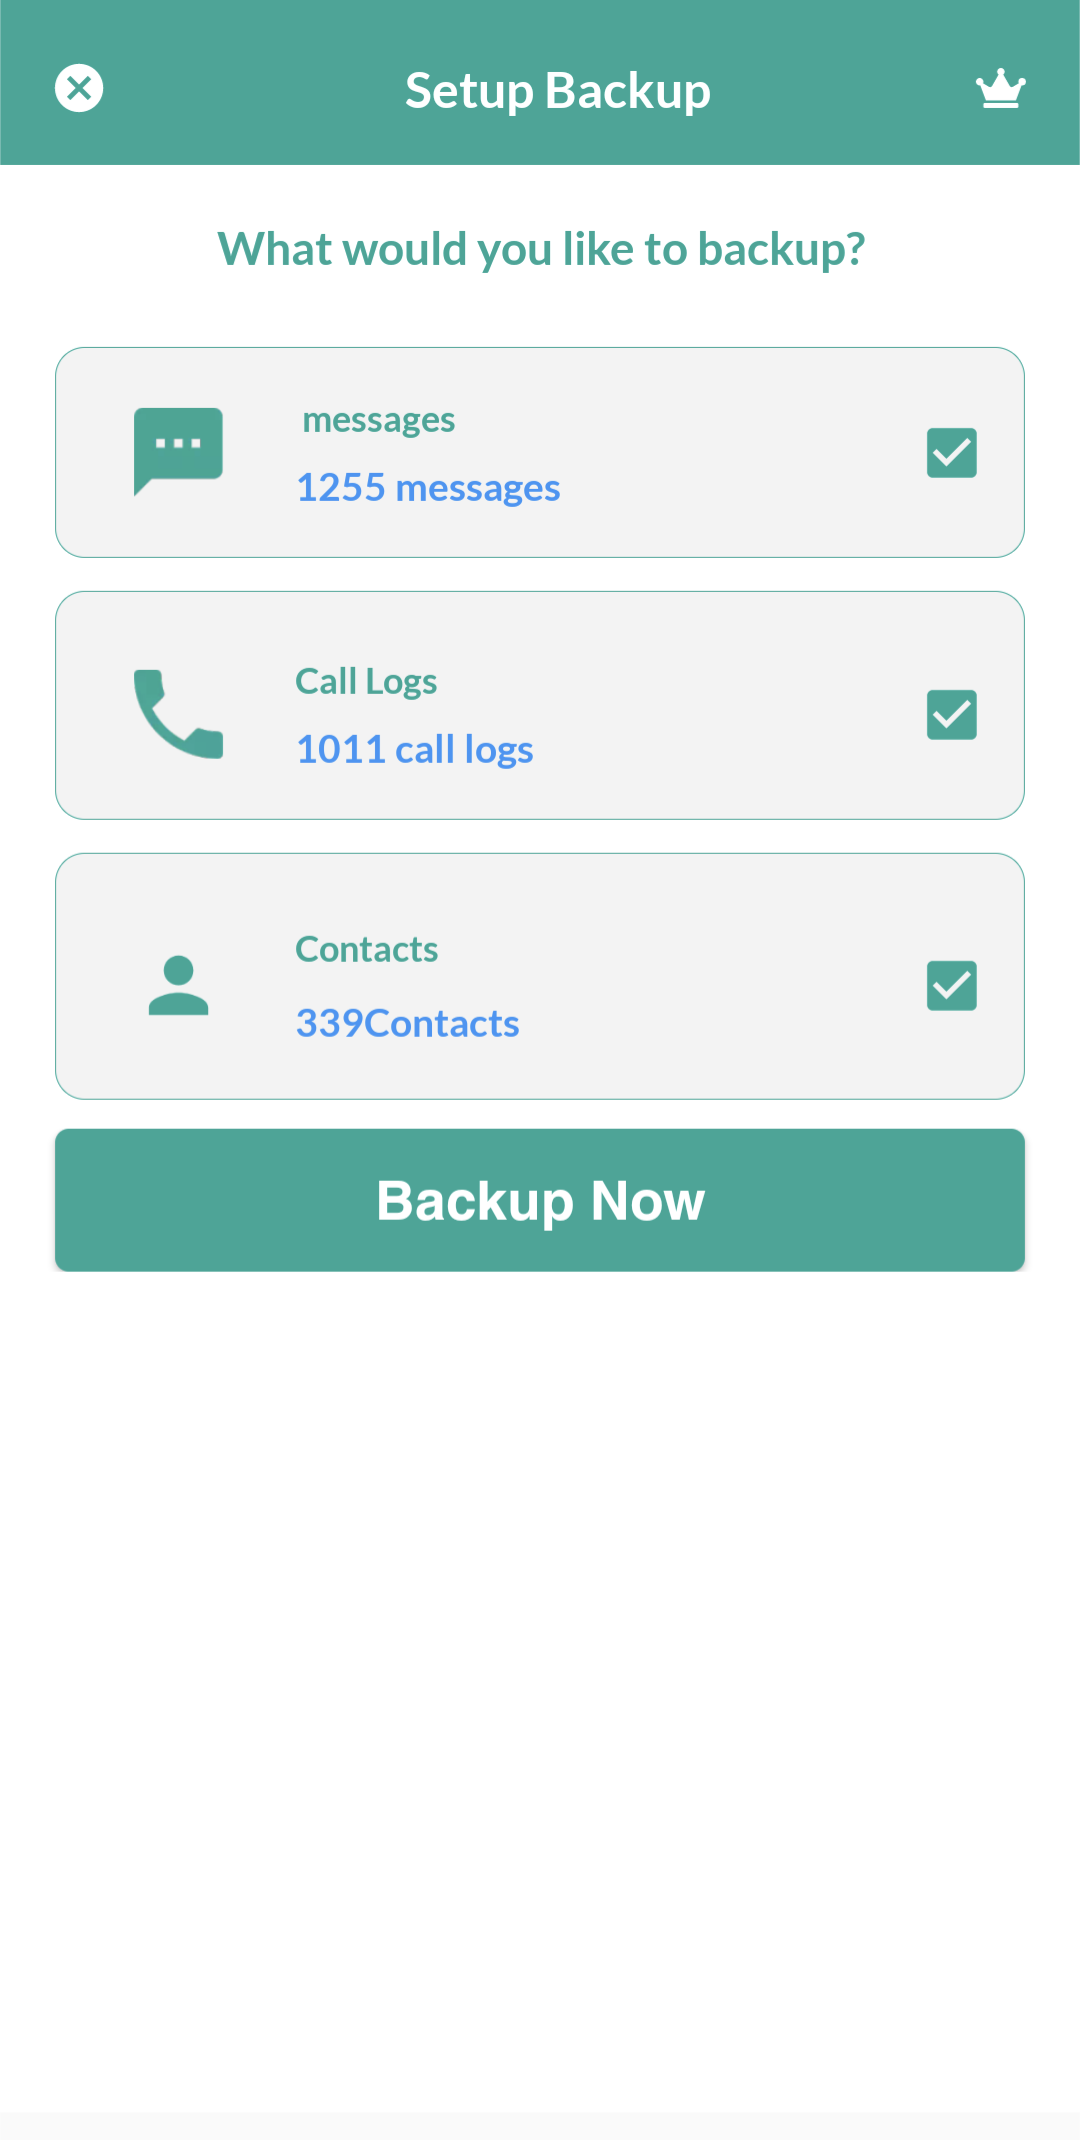 Setup Backup
What would you like to backup?
messages
1255 messages
Call Logs
1011 call logs
Contacts
339Contacts
Backup Now